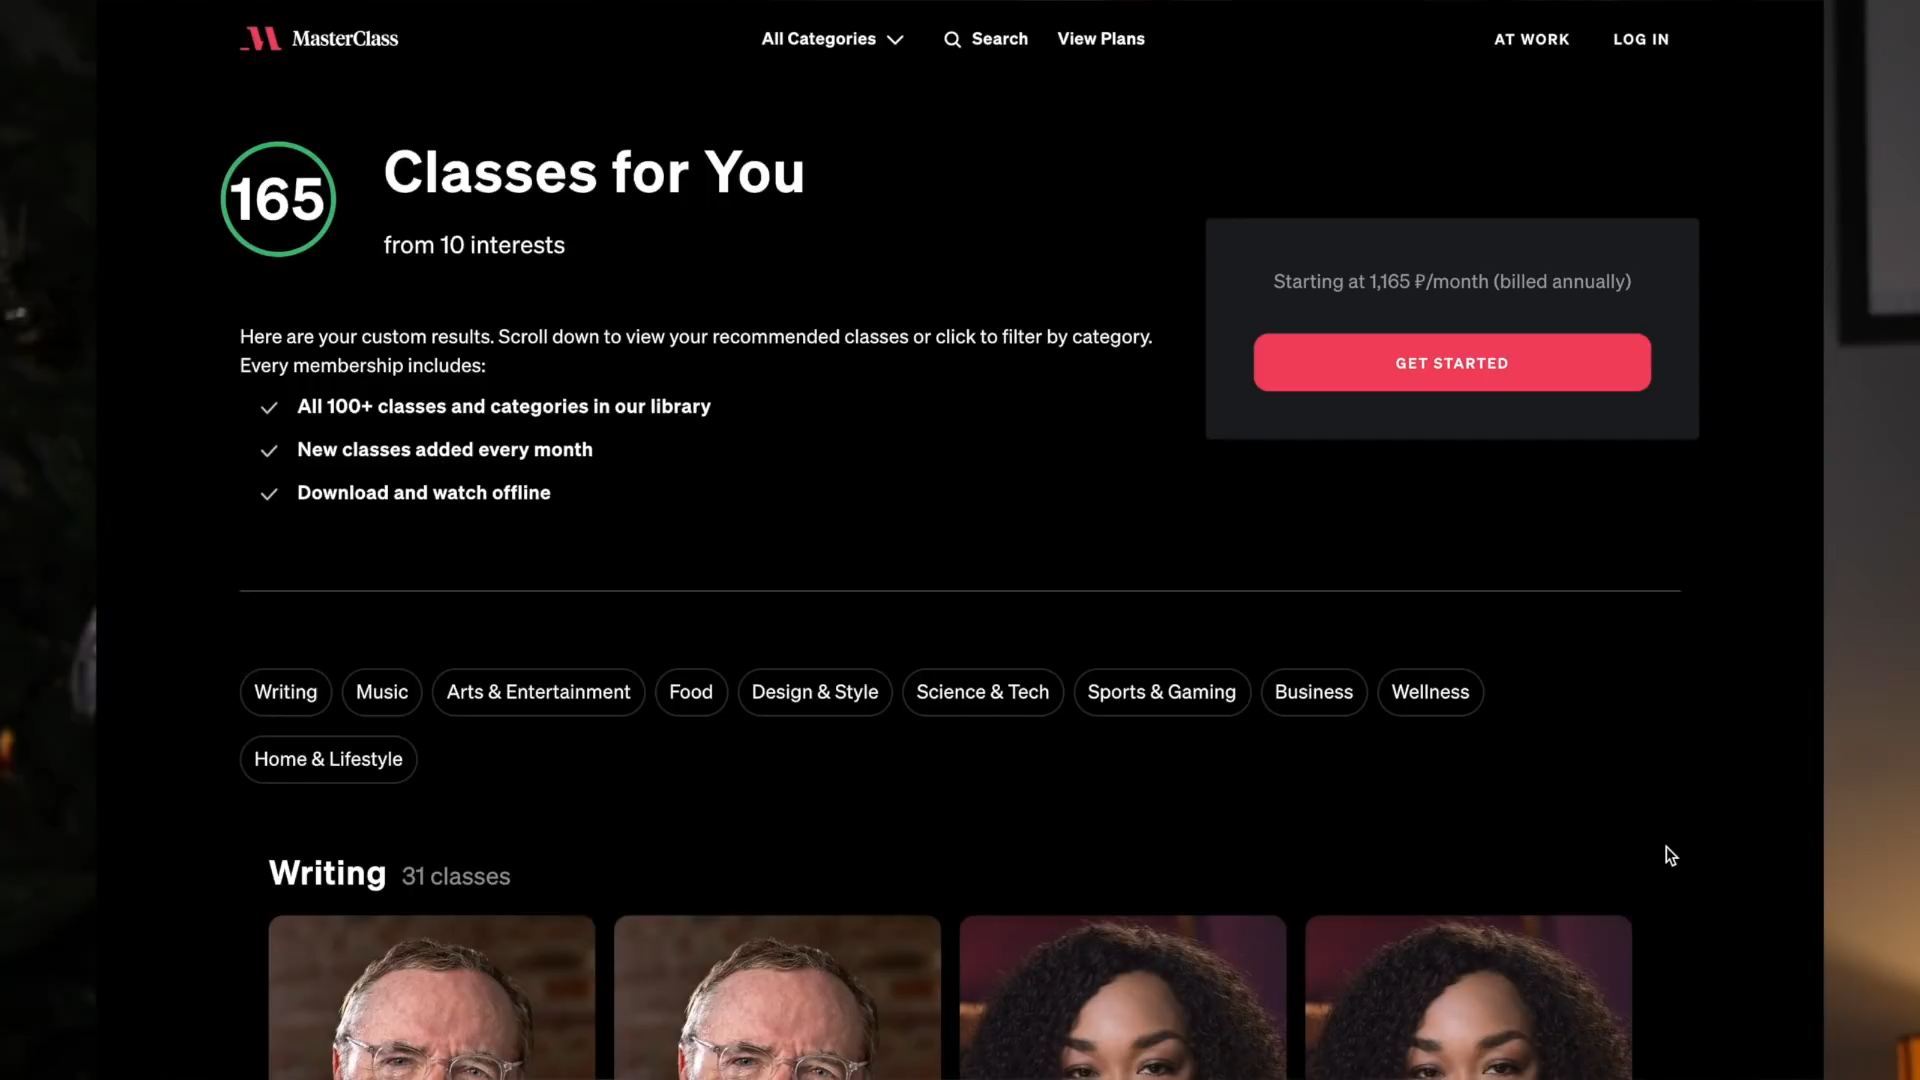 MasterClass
All Categories
Search
View Plans
AT WORK
LOG IN
165
Classes for You
from 10 interests
Starting at 1,165 ₽/month (billed annually)
GET STARTED
Here are your custom results. Scroll down to view your recommended classes or click to filter by category.
Every membership includes:
All 100+ classes and categories in our library
New classes added every month
Download and watch offline
Writing
Music
Arts & Entertainment
Food
Design & Style
Science & Tech
Sports & Gaming
Business
Wellness
Home & Lifestyle
Writing 31 classes